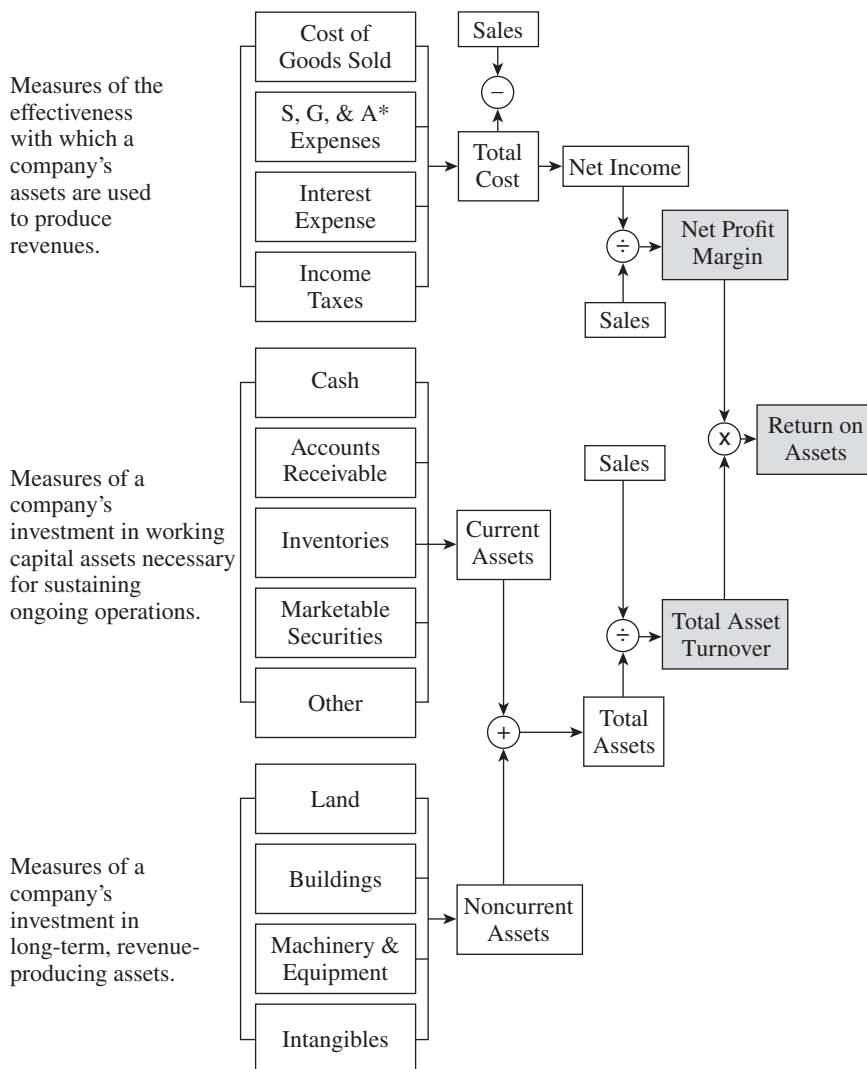 Measures of the
effectiveness
with which a
company's
assets are used
to produce
revenues.
Cost of
Goods Sold
S, G, & A*
Expenses
Interest
Expense
Income
Taxes
Sales
−
Total
Cost
Net Income
÷
Sales
Net Profit
Margin
Measures of a
company's
investment in working
capital assets necessary
for sustaining
ongoing operations.
Cash
Accounts
Receivable
Inventories
Marketable
Securities
Other
Current
Assets
Sales
÷
Total Asset
Turnover
X
Return on
Assets
+
Total
Assets
Measures of a
company's
investment in
long-term, revenue-
producing assets.
Land
Buildings
Machinery &
Equipment
Intangibles
Noncurrent
Assets